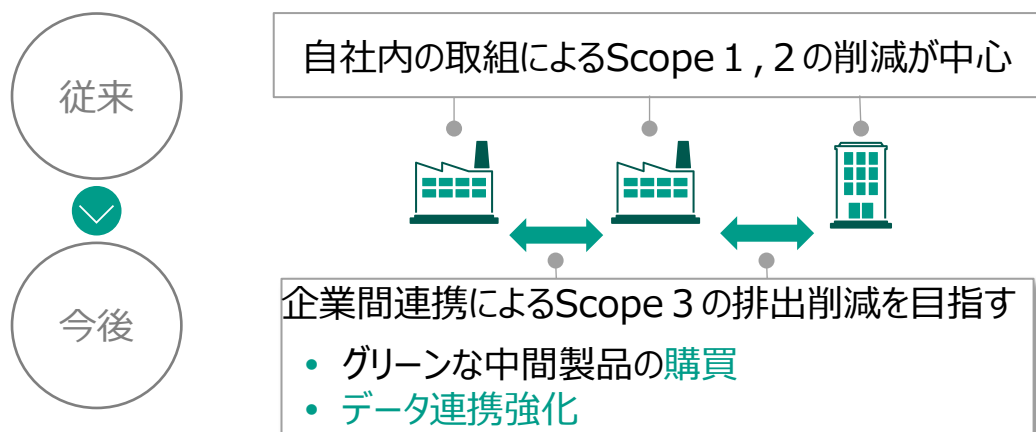 従来
自社内の取組によるScope１,２の削減が中心
今後
企業間連携によるScope３の排出削減を目指す
• グリーンな中間製品の購買
• データ連携強化